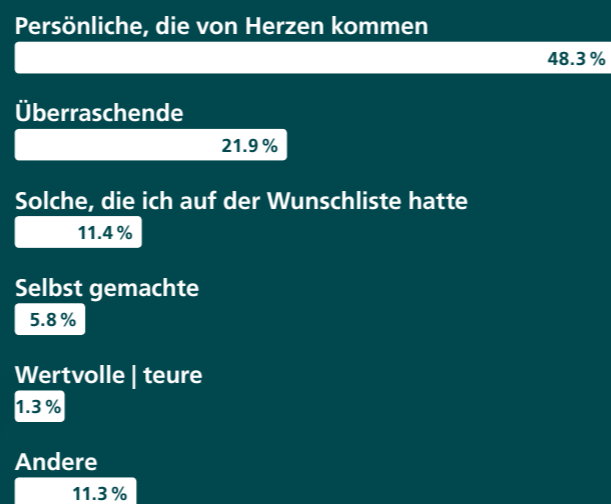 Persönliche, die von Herzen kommen
48.3 %
Überraschende
21.9 %
Solche, die ich auf der Wunschliste hatte
11.4 %
Selbst gemachte
5.8 %
Wertvolle | teure
1.3 %
Andere
11.3 %